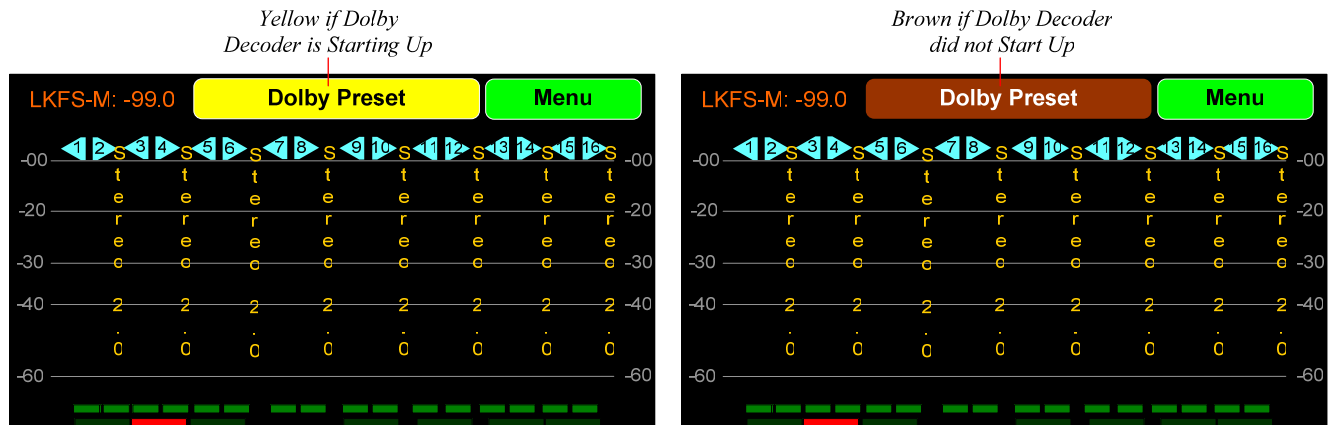 Yellow if Dolby
Decoder is Starting Up
LKFS-M: -99.0 Dolby Preset Menu
1 2 3 4 5 6 7 8 9 10 11 12 13 14 15 16
-00 -00
-20 -20
-30 -30
-40 -40
-60 -60
Stereo 2.0
Stereo 2.0
Stereo 2.0
Stereo 2.0
Stereo 2.0
Stereo 2.0
Stereo 2.0
Stereo 2.0
Brown if Dolby Decoder
did not Start Up
LKFS-M: -99.0 Dolby Preset Menu
1 2 3 4 5 6 7 8 9 10 11 12 13 14 15 16
-00 -00
-20 -20
-30 -30
-40 -40
-60 -60
Stereo 2.0
Stereo 2.0
Stereo 2.0
Stereo 2.0
Stereo 2.0
Stereo 2.0
Stereo 2.0
Stereo 2.0